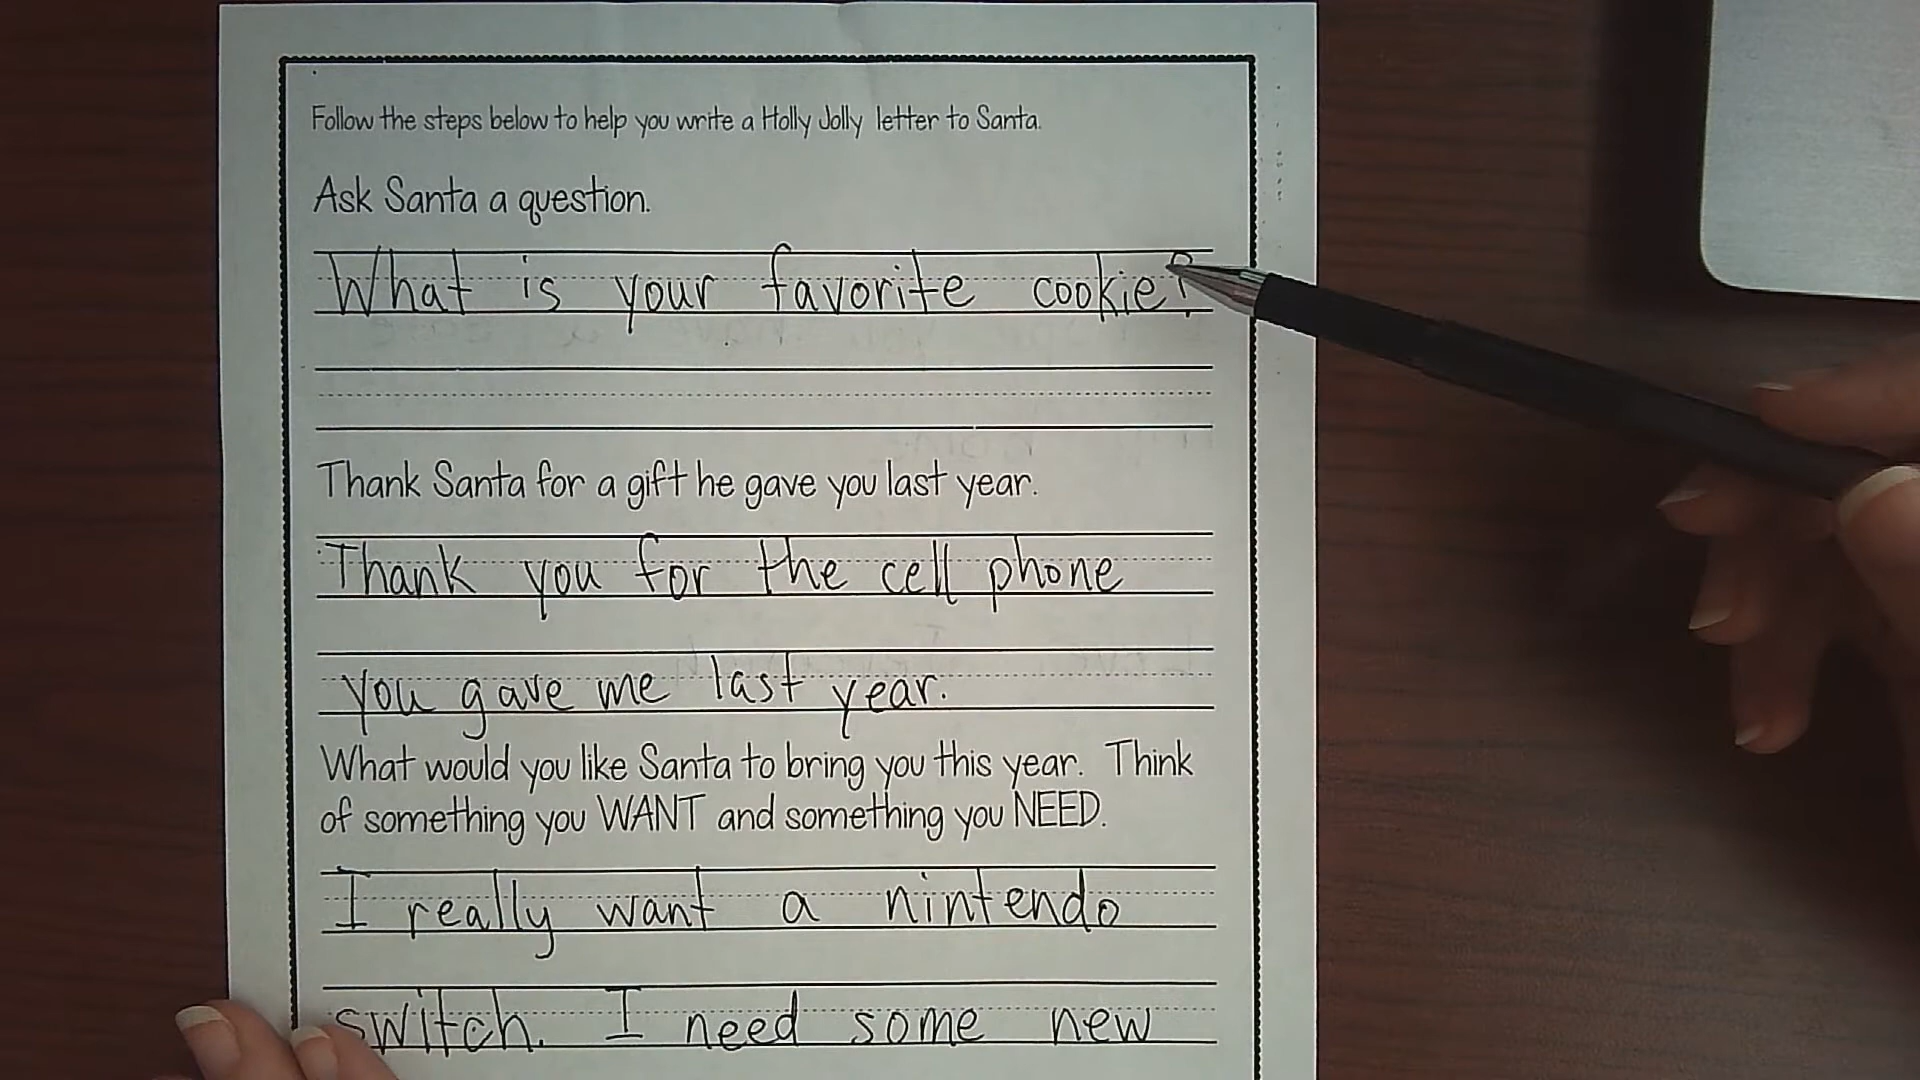 Follow the steps below to help you write a Holly Jolly letter to Santa.
Ask Santa a question.
What is your favorite cookie?
Thank Santa for a gift he gave you last year.
Thank you for the cell phone
you gave me last year.
What would you like Santa to bring you this year. Think
of something you WANT and something you NEED.
I really want a nintendo
switch. I need some new